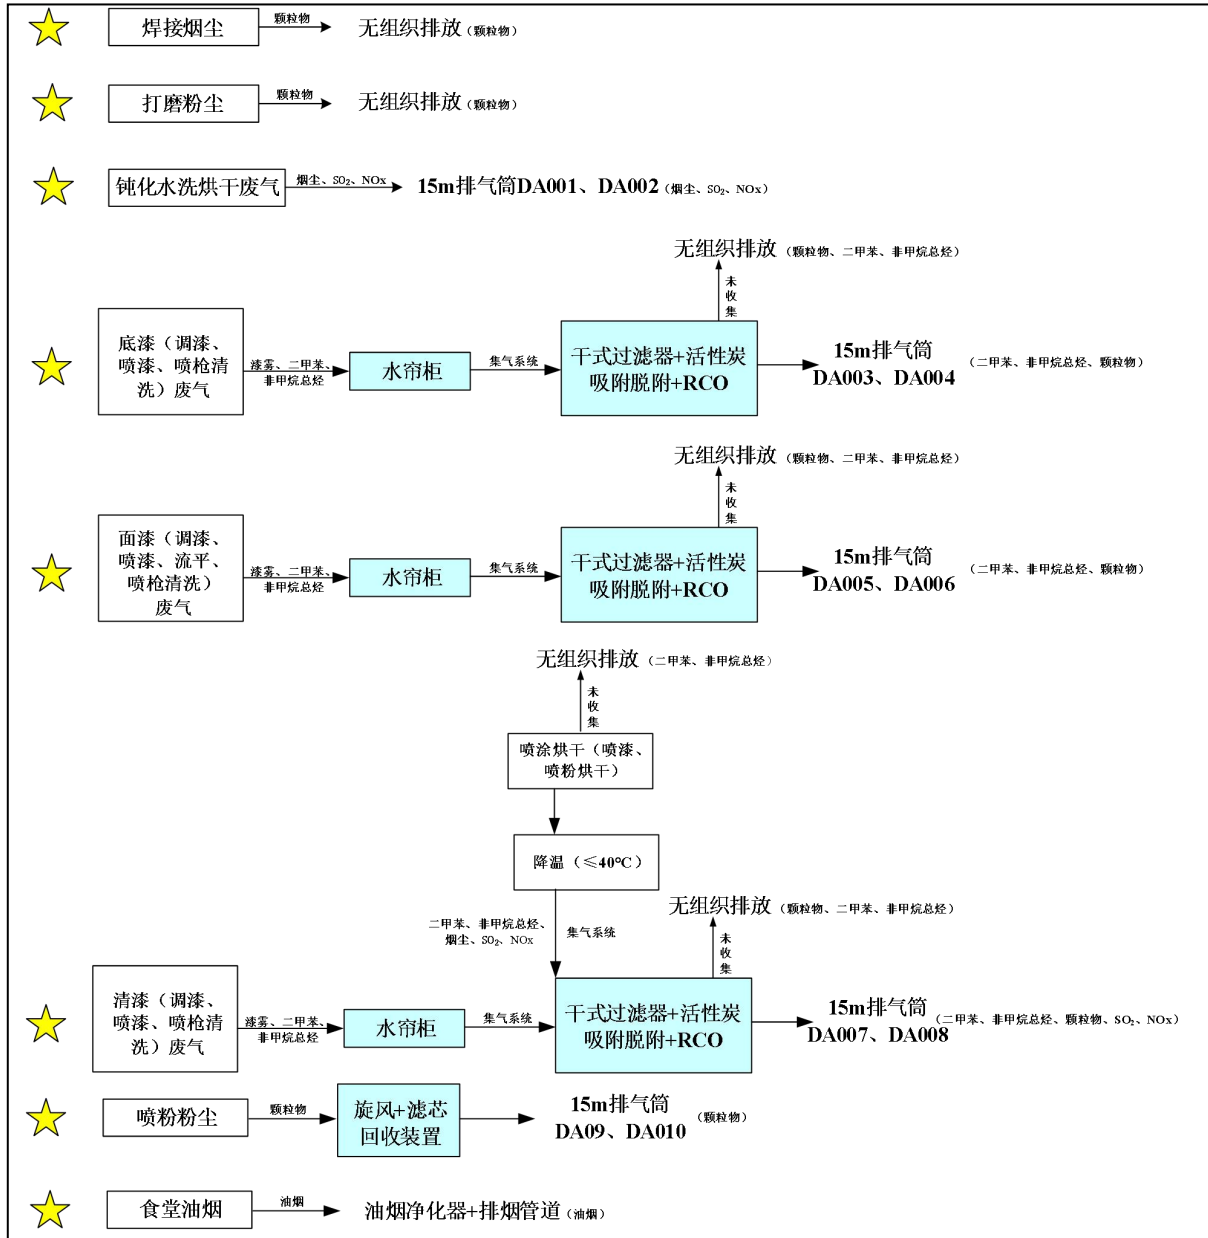 焊接烟尘
颗粒物
无组织排放（颗粒物）
打磨粉尘
颗粒物
无组织排放（颗粒物）
钝化水洗烘干废气
烟尘、SO₂、NOx
15m排气筒DA001、DA002（烟尘、SO₂、NOx）
无组织排放（颗粒物、二甲苯、非甲烷总烃）
未
收
集
底漆（调漆、
喷漆、喷枪清
洗）废气
漆雾、二甲苯、
非甲烷总烃
水帘柜
集气系统
干式过滤器+活性炭
吸附脱附+RCO
15m排气筒
DA003、DA004
（二甲苯、非甲烷总烃、颗粒物）
无组织排放（颗粒物、二甲苯、非甲烷总烃）
未
收
集
面漆（调漆、
喷漆、流平、
喷枪清洗）
废气
漆雾、二甲苯、
非甲烷总烃
水帘柜
集气系统
干式过滤器+活性炭
吸附脱附+RCO
15m排气筒
DA005、DA006
（二甲苯、非甲烷总烃、颗粒物）
无组织排放（二甲苯、非甲烷总烃）
未
收
集
喷涂烘干（喷漆、
喷粉烘干）
降温（≤40℃）
二甲苯、非甲烷总烃、
烟尘、SO₂、NOx
集气系统
无组织排放（颗粒物、二甲苯、非甲烷总烃）
未
收
集
清漆（调漆、
喷漆、喷枪清
洗）废气
漆雾、二甲苯、
非甲烷总烃
水帘柜
集气系统
干式过滤器+活性炭
吸附脱附+RCO
15m排气筒
DA007、DA008
（二甲苯、非甲烷总烃、颗粒物、SO₂、NOx）
喷粉粉尘
颗粒物
旋风+滤芯
回收装置
15m排气筒
DA09、DA010
（颗粒物）
食堂油烟
油烟
油烟净化器+排烟管道（油烟）